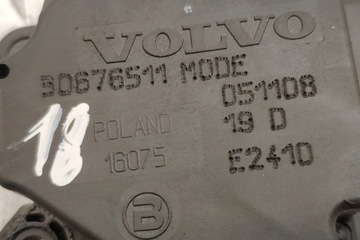 VOLVO
30676511 MODE
051108
18
POLAND
19 D
16075
E2410
B